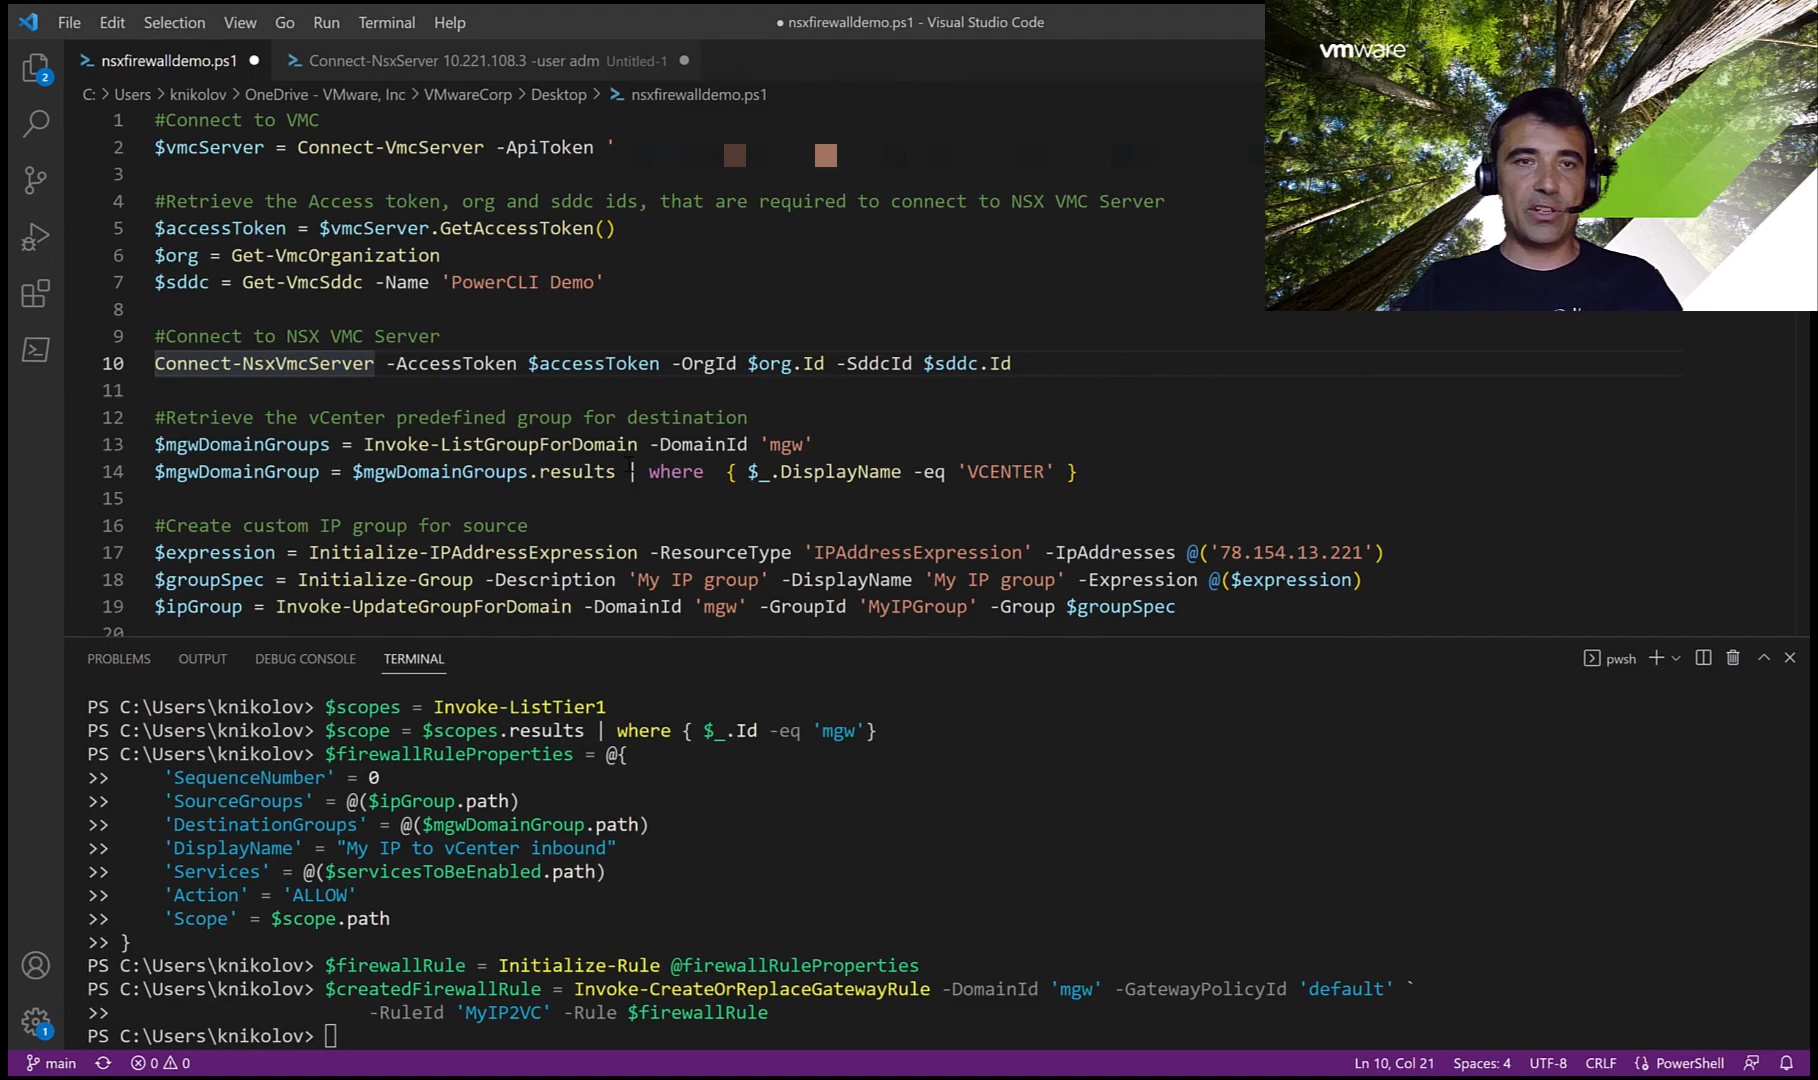 File Edit Selection View Go Run Terminal Help
● nsxfirewalldemo.ps1 - Visual Studio Code
vmware
nsxfirewalldemo.ps1 ●
Connect-NsxServer 10.221.108.3 -user adm Untitled-1 ●
C: > Users > knikolov > OneDrive - VMware, Inc > VMwareCorp > Desktop > nsxfirewalldemo.ps1
2
1 #Connect to VMC
2 $vmcServer = Connect-VmcServer -ApiToken '
3
4 #Retrieve the Access token, org and sddc ids, that are required to connect to NSX VMC Server
5 $accessToken = $vmcServer.GetAccessToken()
6 $org = Get-VmcOrganization
7 $sddc = Get-VmcSddc -Name 'PowerCLI Demo'
8
9 #Connect to NSX VMC Server
10 Connect-NsxVmcServer -AccessToken $accessToken -OrgId $org.Id -SddcId $sddc.Id
11
12 #Retrieve the vCenter predefined group for destination
13 $mgwDomainGroups = Invoke-ListGroupForDomain -DomainId 'mgw'
14 $mgwDomainGroup = $mgwDomainGroups.results | where  { $_.DisplayName -eq 'VCENTER' }
15
16 #Create custom IP group for source
17 $expression = Initialize-IPAddressExpression -ResourceType 'IPAddressExpression' -IpAddresses @('78.154.13.221')
18 $groupSpec = Initialize-Group -Description 'My IP group' -DisplayName 'My IP group' -Expression @($expression)
19 $ipGroup = Invoke-UpdateGroupForDomain -DomainId 'mgw' -GroupId 'MyIPGroup' -Group $groupSpec
20
PROBLEMS OUTPUT DEBUG CONSOLE TERMINAL
pwsh
PS C:\Users\knikolov> $scopes = Invoke-ListTier1
PS C:\Users\knikolov> $scope = $scopes.results | where { $_.Id -eq 'mgw'}
PS C:\Users\knikolov> $firewallRuleProperties = @{
>>     'SequenceNumber' = 0
>>     'SourceGroups' = @($ipGroup.path)
>>     'DestinationGroups' = @($mgwDomainGroup.path)
>>     'DisplayName' = "My IP to vCenter inbound"
>>     'Services' = @($servicesToBeEnabled.path)
>>     'Action' = 'ALLOW'
>>     'Scope' = $scope.path
>> }
PS C:\Users\knikolov> $firewallRule = Initialize-Rule @firewallRuleProperties
PS C:\Users\knikolov> $createdFirewallRule = Invoke-CreateOrReplaceGatewayRule -DomainId 'mgw' -GatewayPolicyId 'default' `
>>          -RuleId 'MyIP2VC' -Rule $firewallRule
PS C:\Users\knikolov>
1
main 0 0
Ln 10, Col 21 Spaces: 4 UTF-8 CRLF PowerShell